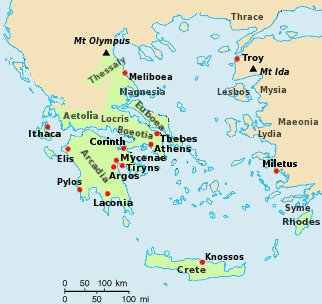 Thrace
Mt Olympus
Troy
Mt Ida
Thessaly
Meliboea
Magnesia
Lesbos
Mysia
Aetolia
Locris
Euboea
Maeonia
Ithaca
Boeotia
Thebes
Lydia
Corinth
Athens
Elis
Mycenae
Tiryns
Miletus
Arcadia
Argos
Pylos
Laconia
Syme
Rhodes
Knossos
Crete
0 50 100 km
0 50 100 mi